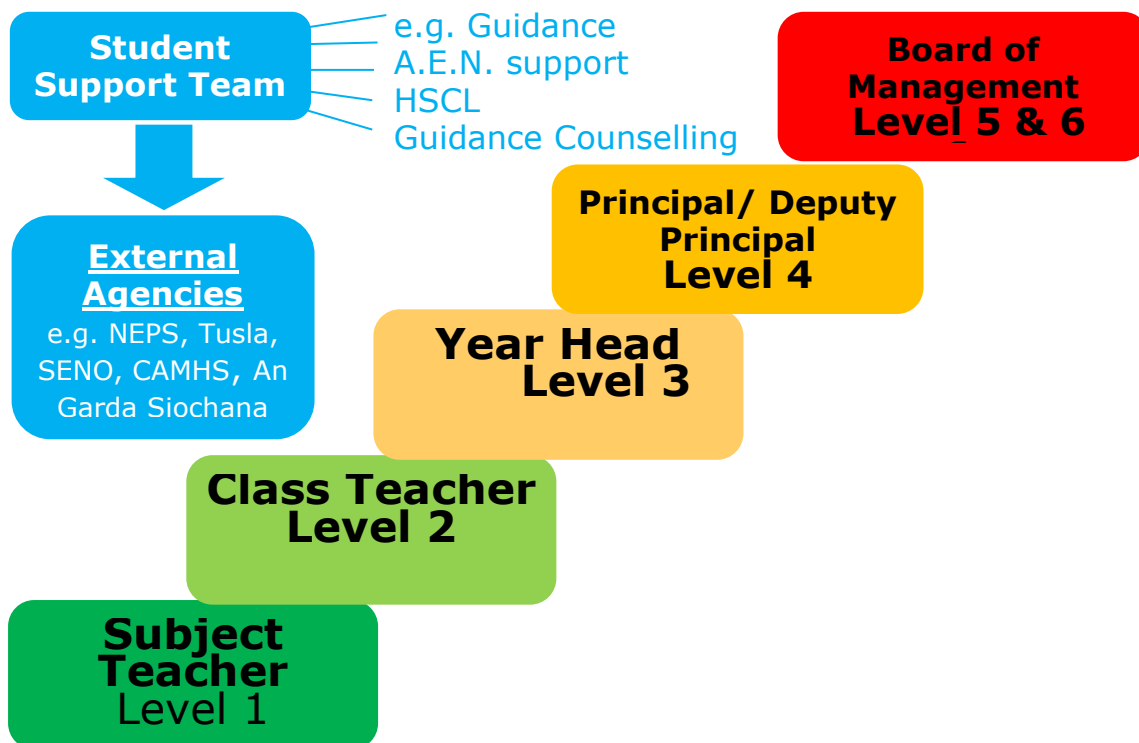 Student
Support Team
e.g. Guidance
A.E.N. support
HSCL
Guidance Counselling
Board of
Management
Level 5 & 6
Principal/ Deputy
Principal
Level 4
External
Agencies
e.g. NEPS, Tusla,
SENO, CAMHS, An
Garda Siochana
Year Head
Level 3
Class Teacher
Level 2
Subject
Teacher
Level 1